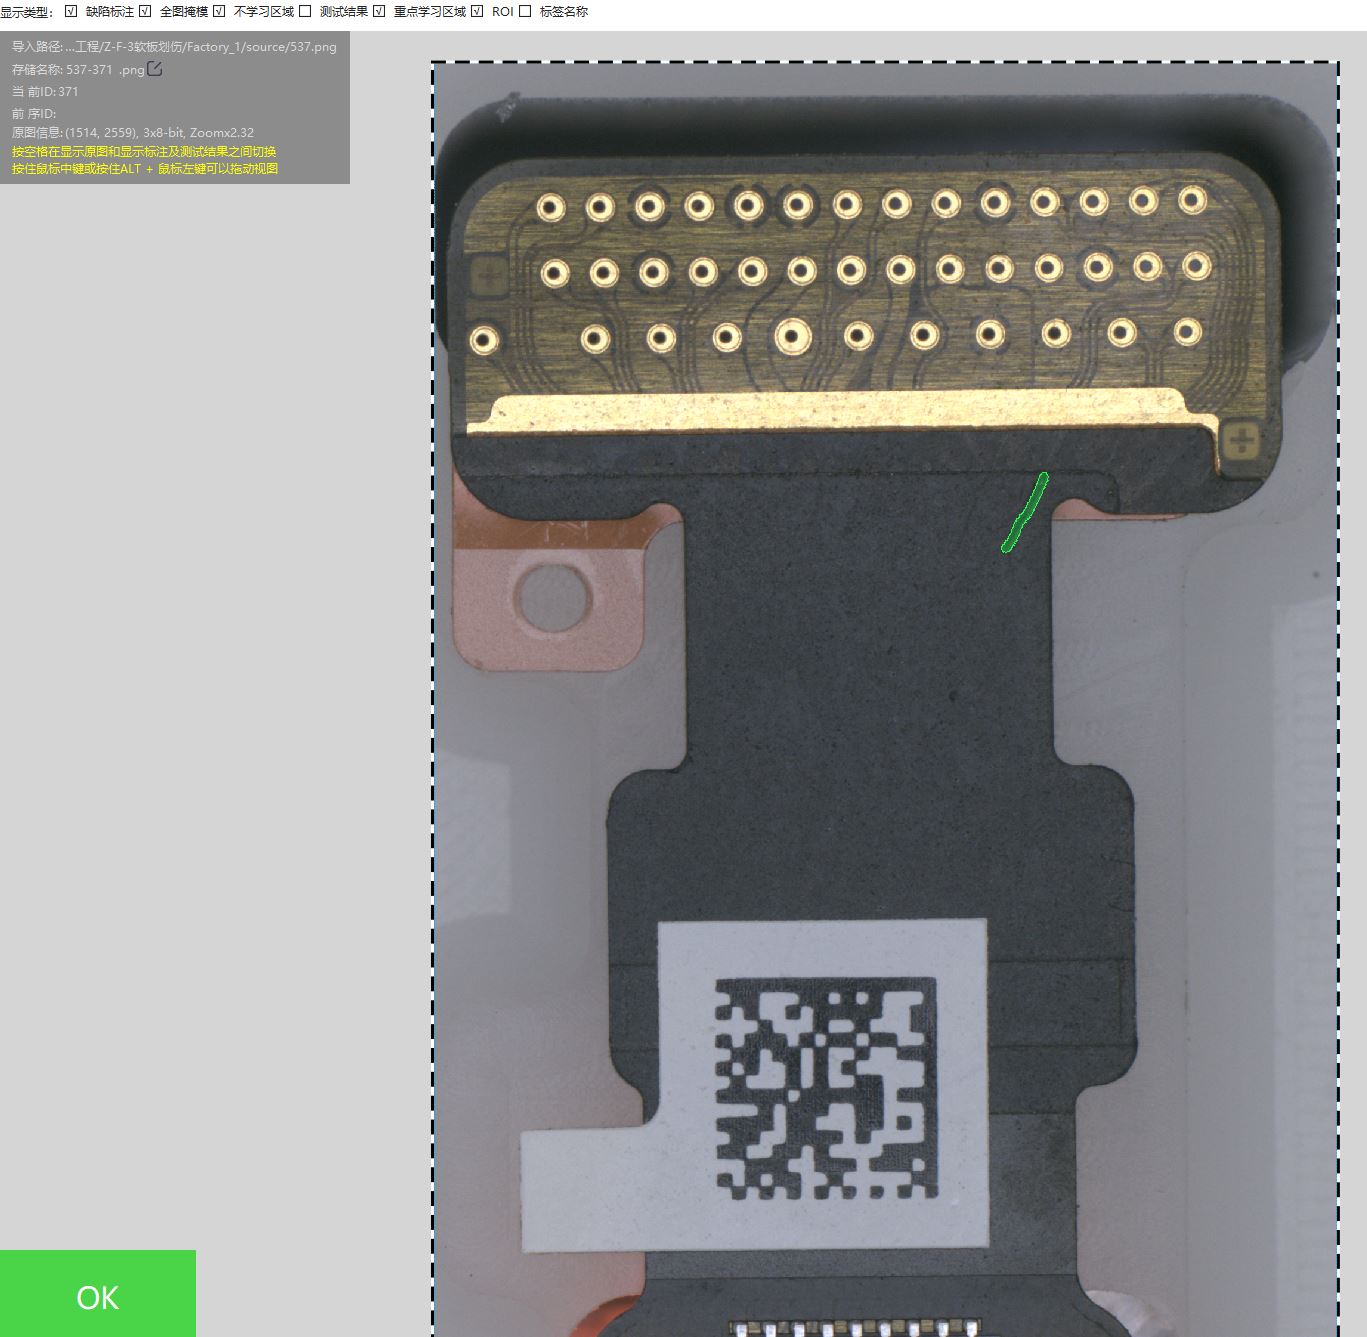 显示类型: 缺陷标注 全图掩模 不学习区域 测试结果 重点学习区域 ROI 标签名称
导入路径: ...工程/Z-F-3软板划伤/Factory_1/source/537.png
存储名称: 537-371 .png
当 前ID: 371
前 序ID:
原图信息: (1514, 2559), 3x8-bit, Zoomx2.32
按空格在显示原图和显示标注及测试结果之间切换
按住鼠标中键或按住ALT + 鼠标左键可以拖动视图
OK